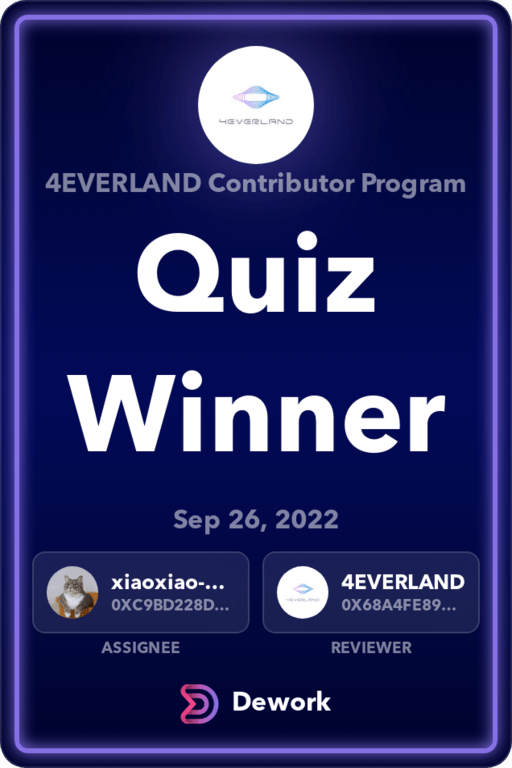 4EVERLAND
4EVERLAND Contributor Program
Quiz
Winner
Sep 26, 2022
xiaoxiao-...
0XC9BD228D...
4EVERLAND
4EVERLAND
0X68A4FE89...
ASSIGNEE
REVIEWER
Dework